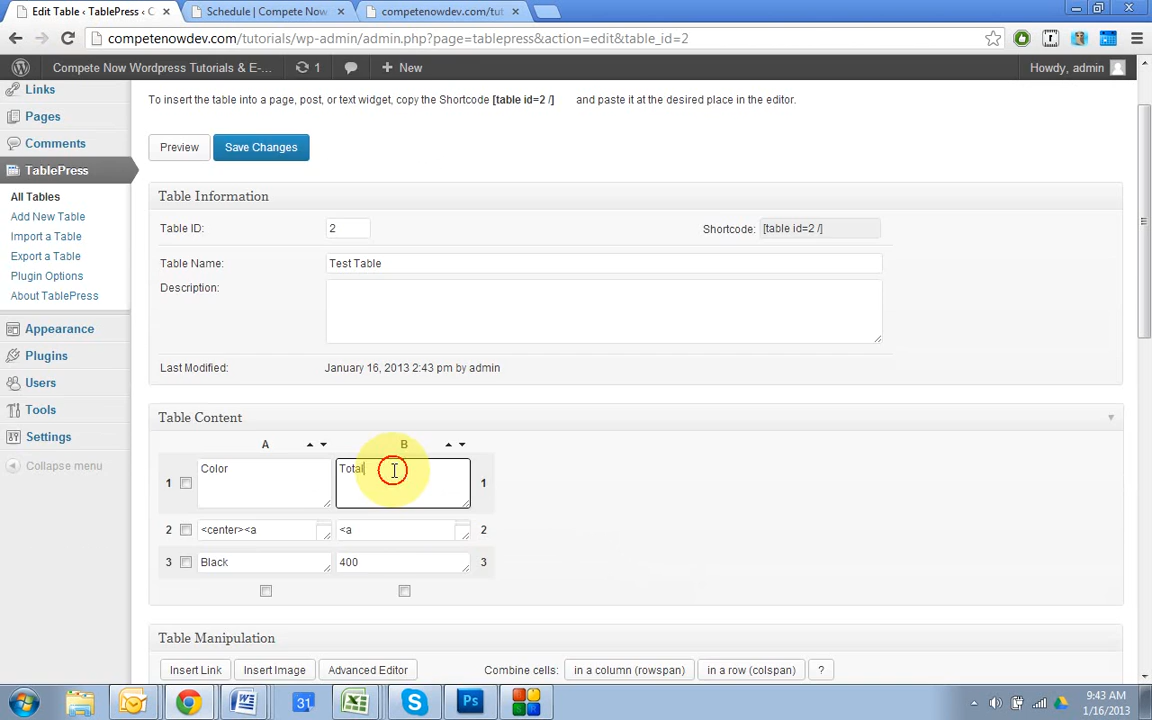 Edit Table ‹ TablePress ‹ C
Schedule | Compete Now
competenowdev.com/tut
competenowdev.com/tutorials/wp-admin/admin.php?page=tablepress&action=edit&table_id=2
Compete Now Wordpress Tutorials & E-...
1
New
Howdy, admin
Links
Pages
Comments
TablePress
All Tables
Add New Table
Import a Table
Export a Table
Plugin Options
About TablePress
Appearance
Plugins
Users
Tools
Settings
Collapse menu
To insert the table into a page, post, or text widget, copy the Shortcode [table id=2 /] and paste it at the desired place in the editor.
Preview
Save Changes
Table Information
Table ID:
2
Shortcode:
[table id=2 /]
Table Name:
Test Table
Description:
Last Modified:
January 16, 2013 2:43 pm by admin
Table Content
A
B
1
Color
Total
1
2
<center><a
<a
2
3
Black
400
3
Table Manipulation
Insert Link
Insert Image
Advanced Editor
Combine cells:
in a column (rowspan)
in a row (colspan)
?
31
9:43 AM
1/16/2013